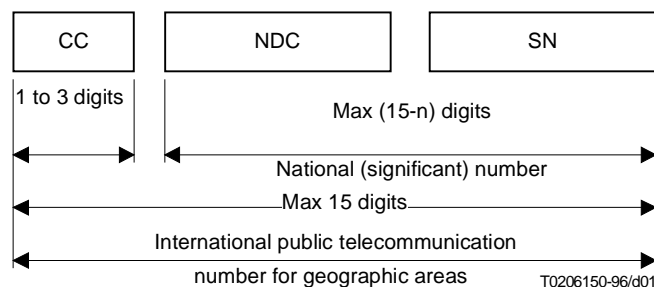 CC NDC SN
1 to 3 digits
Max (15-n) digits
National (significant) number
Max 15 digits
International public telecommunication
number for geographic areas
T0206150-96/d01